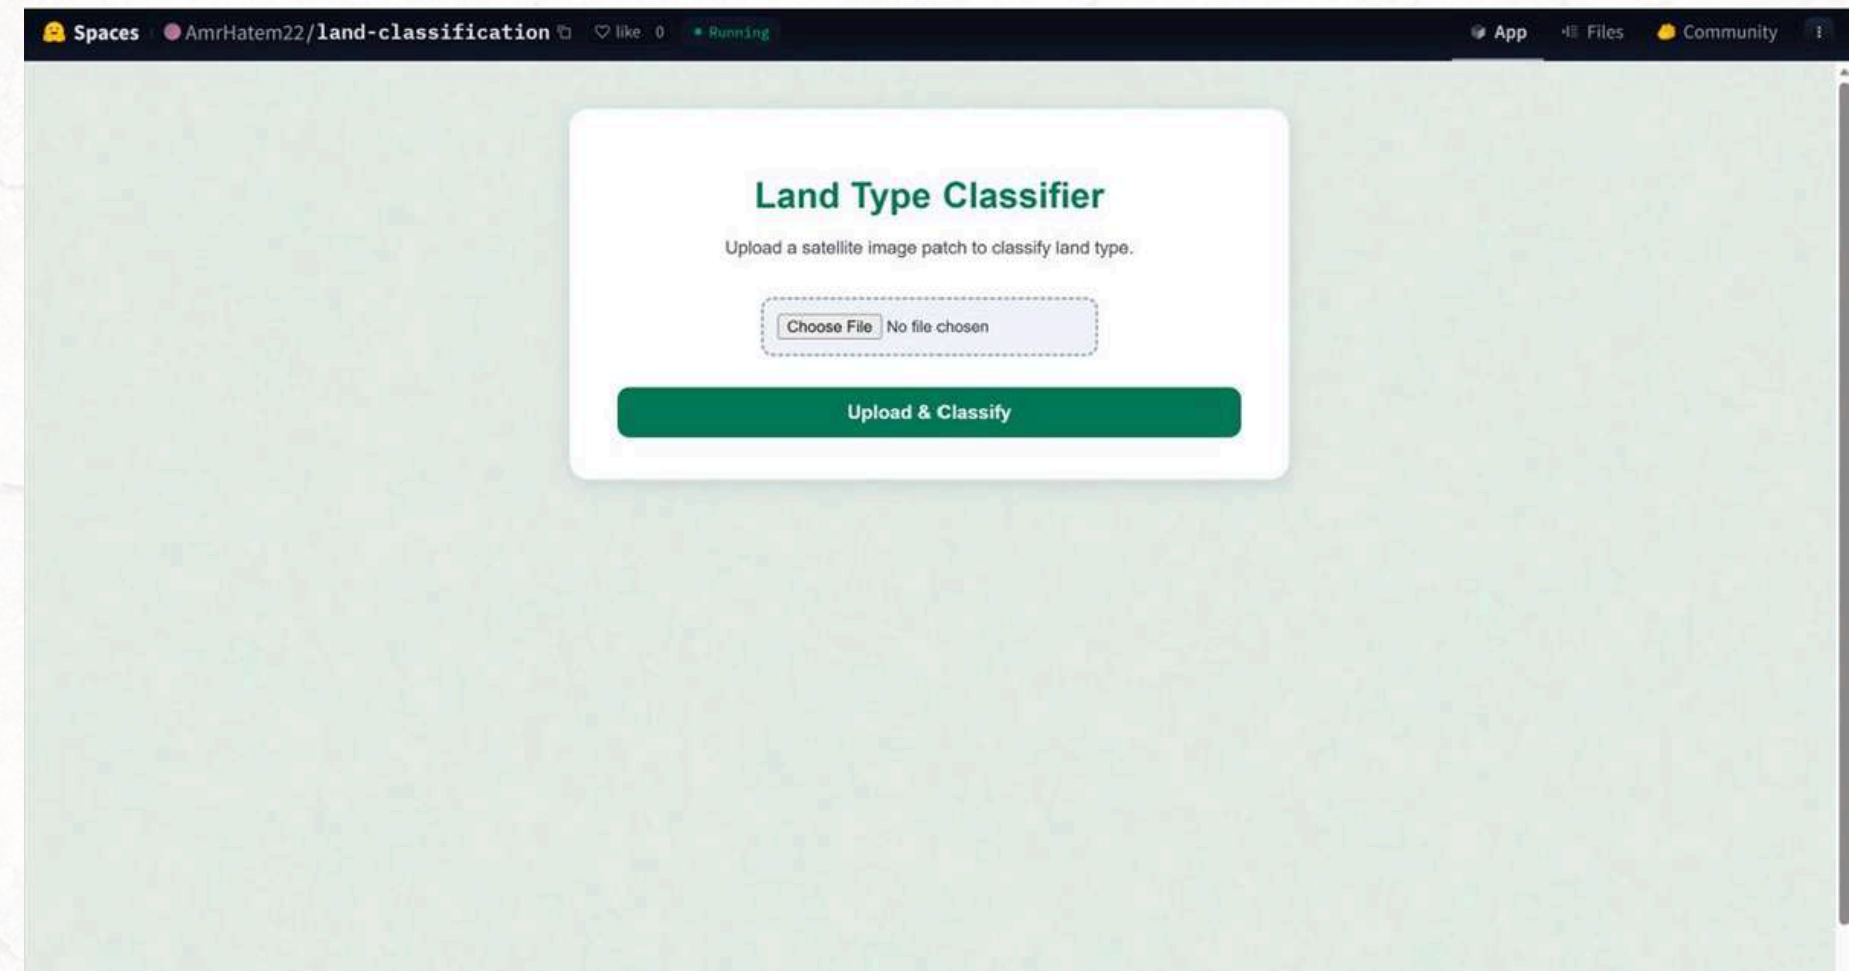 Spaces AmrHatem22/land-classification like 0 Running App Files Community
Land Type Classifier
Upload a satellite image patch to classify land type.
Choose File No file chosen
Upload & Classify